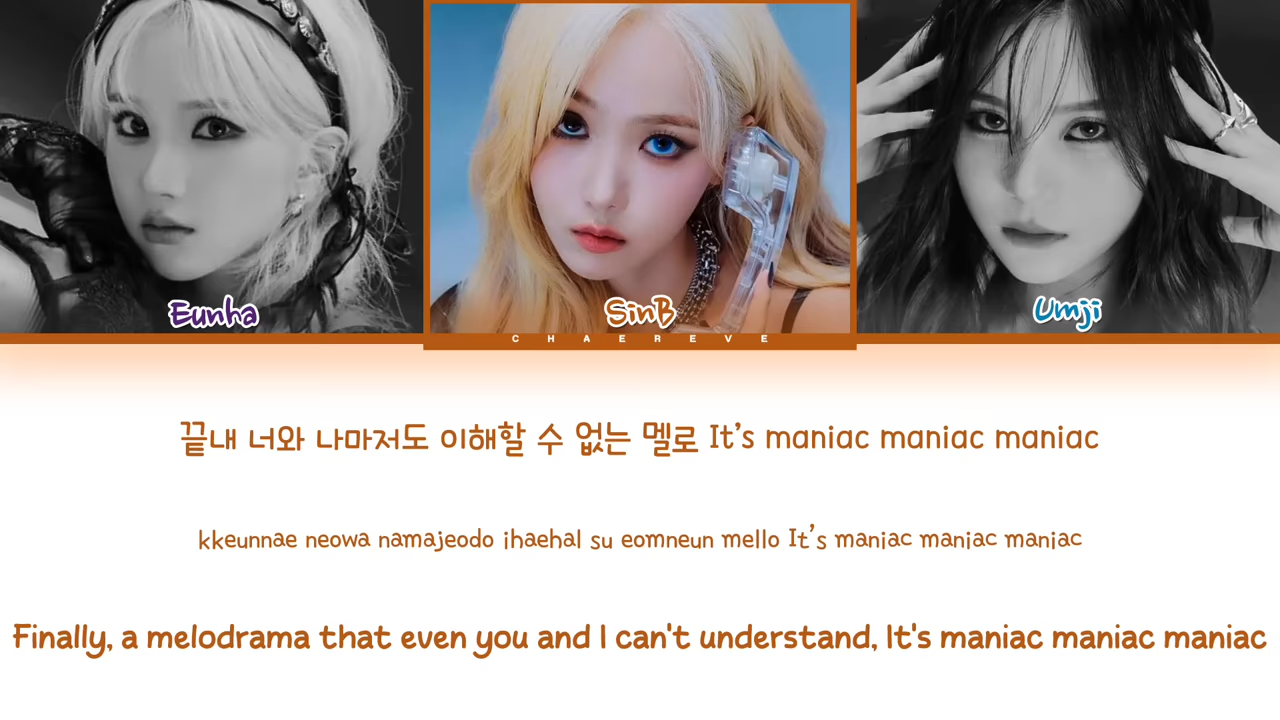 Eunha
SinB
Umji
CHAEREVE
끝내 너와 나마저도 이해할 수 없는 멜로 It's maniac maniac maniac
kkeunnae neowa namajeodo ihaehal su eomneun mello It's maniac maniac maniac
Finally, a melodrama that even you and I can't understand, It's maniac maniac maniac